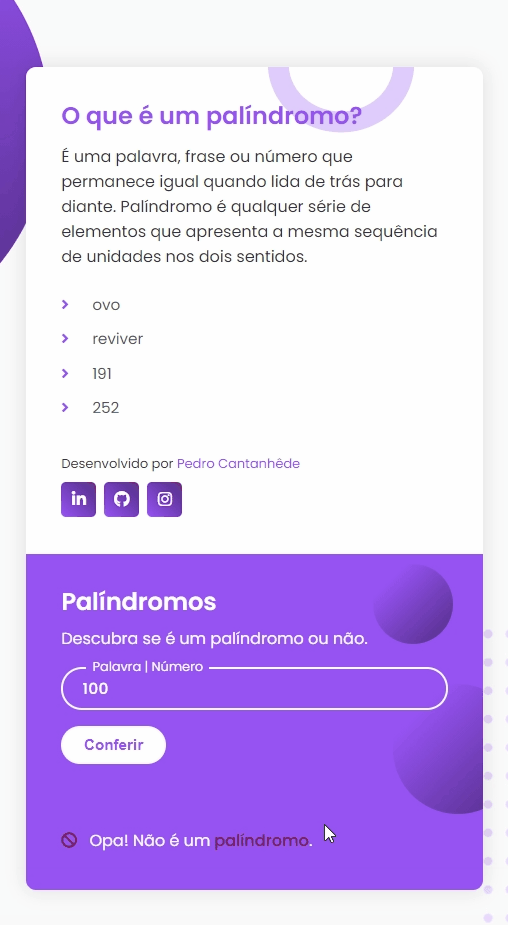 O que é um palíndromo?
É uma palavra, frase ou número que
permanece igual quando lida de trás para
diante. Palíndromo é qualquer série de
elementos que apresenta a mesma sequência
de unidades nos dois sentidos.
ovo
reviver
191
252
Desenvolvido por Pedro Cantanhêde
in
Palíndromos
Descubra se é um palíndromo ou não.
Palavra | Número
100
Conferir
Opa! Não é um palíndromo.